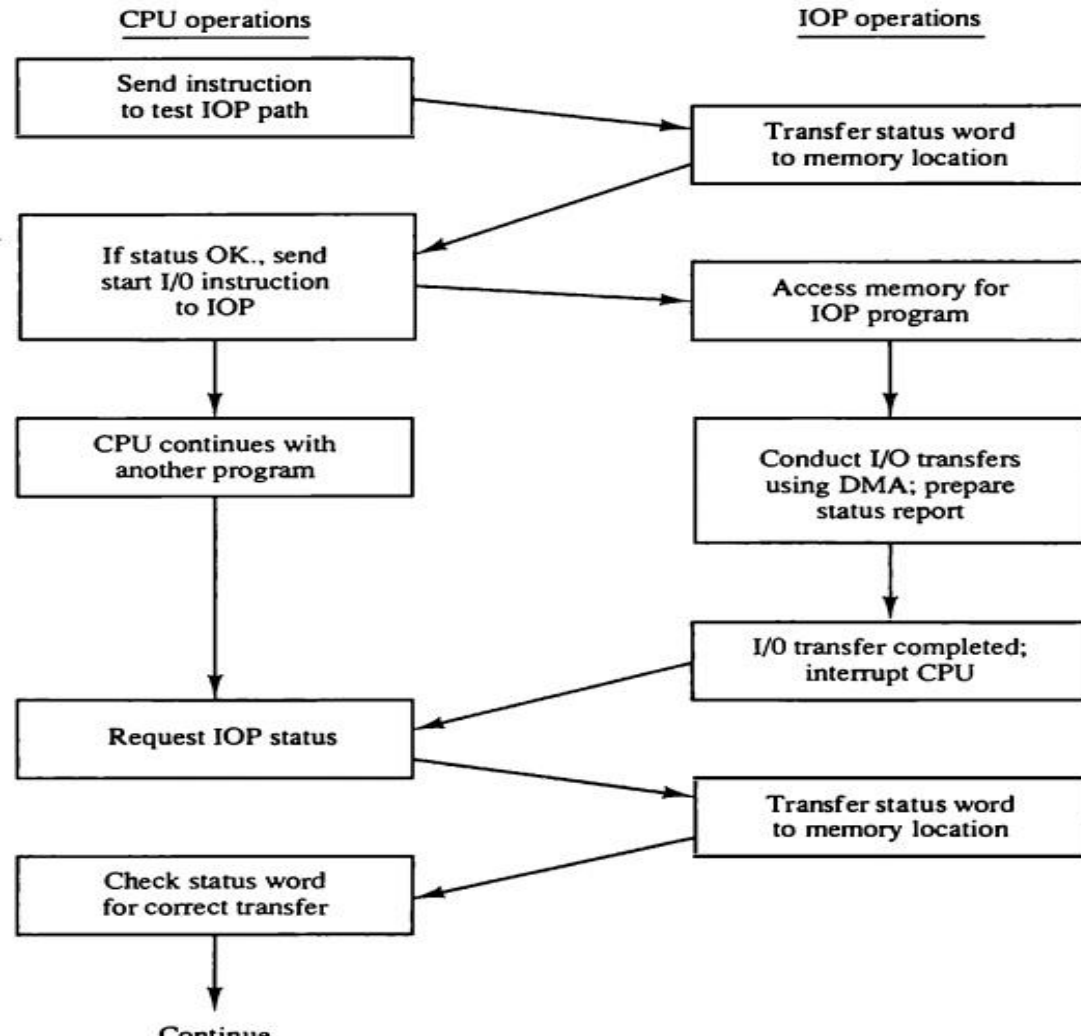 CPU operations
IOP operations
Send instruction
to test IOP path
Transfer status word
to memory location
If status OK., send
start I/0 instruction
to IOP
Access memory for
IOP program
CPU continues with
another program
Conduct I/O transfers
using DMA; prepare
status report
I/0 transfer completed;
interrupt CPU
Request IOP status
Transfer status word
to memory location
Check status word
for correct transfer
Continue